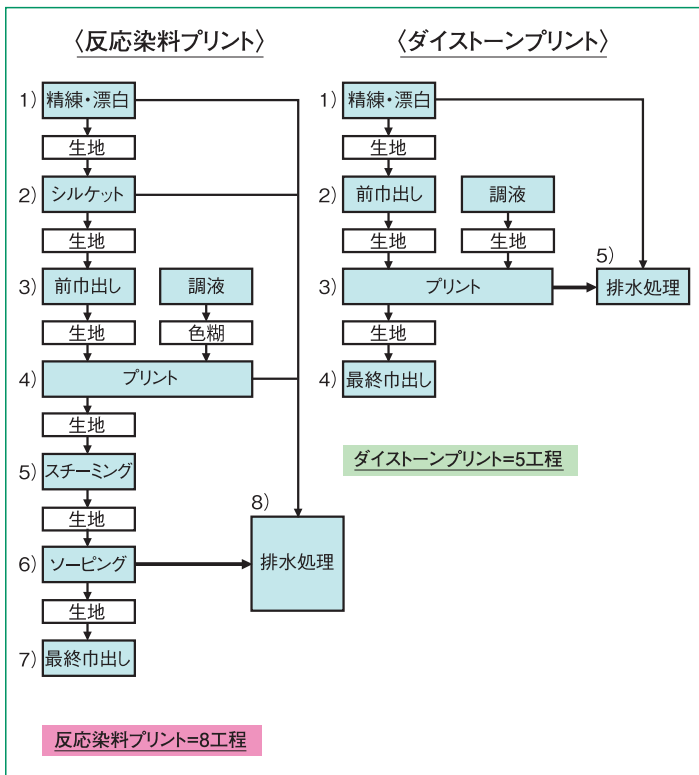 〈反応染料プリント〉
1) 精練・漂白
生地
2) シルケット
生地
3) 前巾出し
調液
生地
色糊
4) プリント
生地
5) スチーミング
生地
6) ソーピング
8)
排水処理
生地
7) 最終巾出し
反応染料プリント=8工程
〈ダイストーンプリント〉
1) 精練・漂白
生地
2) 前巾出し
調液
生地
生地
3) プリント
5)
排水処理
生地
4) 最終巾出し
ダイストーンプリント=5工程